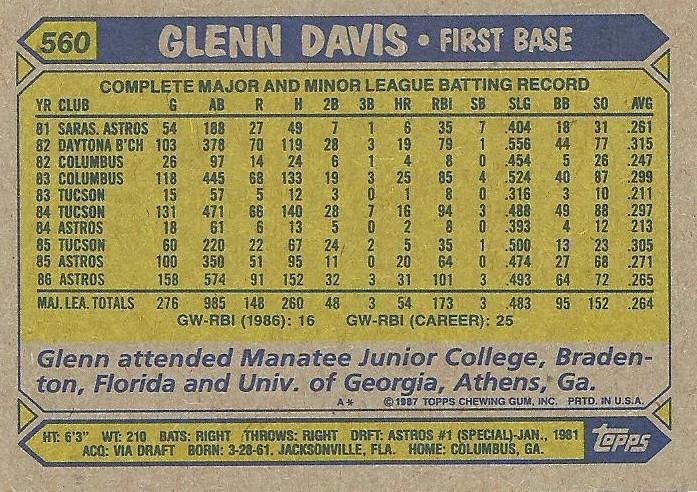 560 GLENN DAVIS • FIRST BASE
COMPLETE MAJOR AND MINOR LEAGUE BATTING RECORD
YR CLUB G AB R H 2B 3B HR RBI SB SLG BB SO AVG
81 SARAS. ASTROS 54 188 27 49 7 1 6 35 7 .404 18 31 .261
82 DAYTONA B'CH 103 378 70 119 28 3 19 79 1 .556 44 77 .315
82 COLUMBUS 26 97 14 24 6 1 4 8 0 .454 5 26 .247
83 COLUMBUS 118 445 68 133 19 3 25 85 4 .524 40 87 .299
83 TUCSON 15 57 5 12 3 0 1 8 0 .316 3 10 .211
84 TUCSON 131 471 66 140 28 7 16 94 3 .488 49 88 .297
84 ASTROS 18 61 6 13 5 0 2 8 0 .393 4 12 .213
85 TUCSON 60 220 22 67 24 2 5 35 1 .500 13 23 .305
85 ASTROS 100 350 51 95 11 0 20 64 0 .474 27 68 .271
86 ASTROS 158 574 91 152 32 3 31 101 3 .493 64 72 .265
MAJ. LEA. TOTALS 276 985 148 260 48 3 54 173 3 .483 95 152 .264
GW-RBI (1986): 16 GW-RBI (CAREER): 25
Glenn attended Manatee Junior College, Braden-
ton, Florida and Univ. of Georgia, Athens, Ga.
A* ©1987 TOPPS CHEWING GUM, INC. PRTD. IN U.S.A.
HT: 6'3" WT: 210 BATS: RIGHT THROWS: RIGHT DRFT: ASTROS #1 (SPECIAL)-JAN., 1981
ACQ: VIA DRAFT BORN: 3-28-61, JACKSONVILLE, FLA. HOME: COLUMBUS, GA.
TOPPS